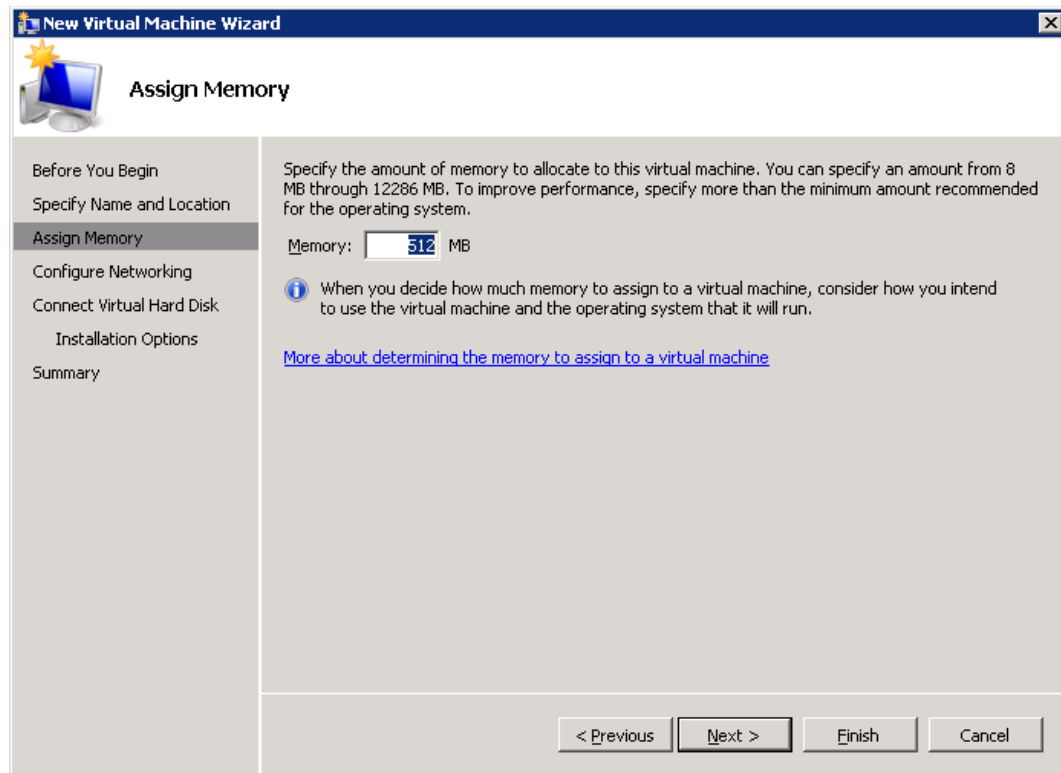 New Virtual Machine Wizard
Assign Memory
Before You Begin
Specify Name and Location
Assign Memory
Configure Networking
Connect Virtual Hard Disk
Installation Options
Summary
Specify the amount of memory to allocate to this virtual machine. You can specify an amount from 8
MB through 12286 MB. To improve performance, specify more than the minimum amount recommended
for the operating system.
Memory: 512 MB
When you decide how much memory to assign to a virtual machine, consider how you intend
to use the virtual machine and the operating system that it will run.
More about determining the memory to assign to a virtual machine
< Previous Next > Finish Cancel